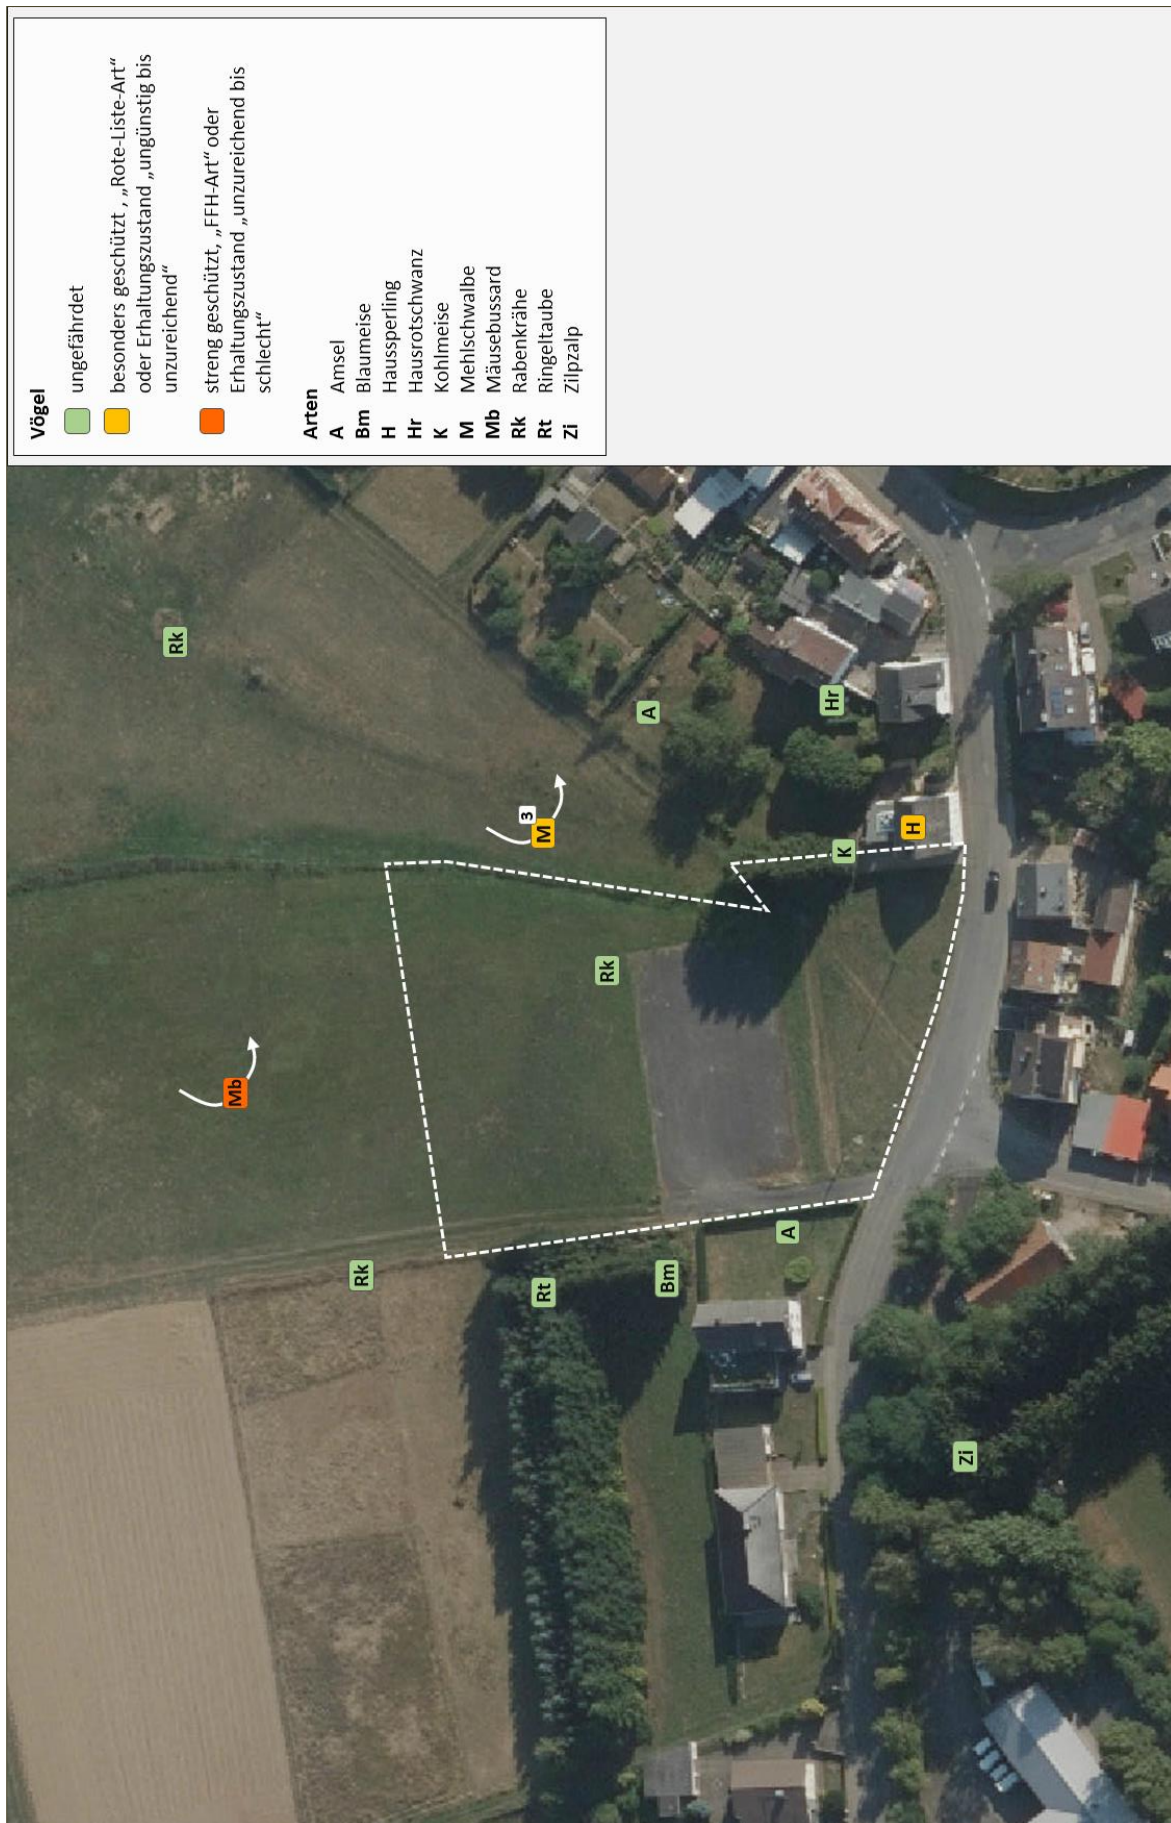 Vögel
ungefährdet
besonders geschützt , „Rote-Liste-Art“
oder Erhaltungszustand „ungünstig bis
unzureichend“
streng geschützt, „FFH-Art“ oder
Erhaltungszustand „unzureichend bis
schlecht“
Arten
A Amsel
Bm Blaumeise
H Haussperling
Hr Hausrotschwanz
K Kohlmeise
M Mehlschwalbe
Mb Mäusebussard
Rk Rabenkrähe
Rt Ringeltaube
Zi Zilpzalp
Rk
Mb
Rk
M
3
Rt
Rk
A
Bm
A
Hr
K
H
Zi